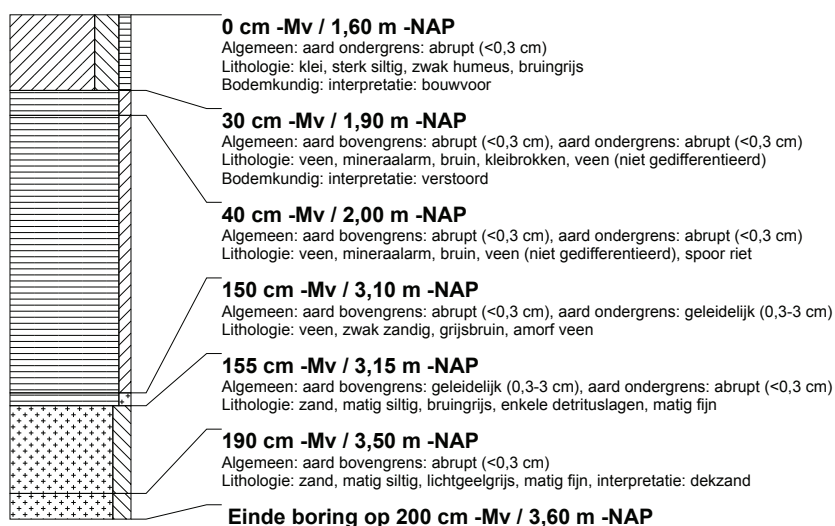 0 cm -Mv / 1,60 m -NAP
Algemeen: aard ondergrens: abrupt (<0,3 cm)
Lithologie: klei, sterk siltig, zwak humeus, bruingrijs
Bodemkundig: interpretatie: bouwvoor
30 cm -Mv / 1,90 m -NAP
Algemeen: aard bovengrens: abrupt (<0,3 cm), aard ondergrens: abrupt (<0,3 cm)
Lithologie: veen, mineraalarm, bruin, kleibrokken, veen (niet gedifferentieerd)
Bodemkundig: interpretatie: verstoord
40 cm -Mv / 2,00 m -NAP
Algemeen: aard bovengrens: abrupt (<0,3 cm), aard ondergrens: abrupt (<0,3 cm)
Lithologie: veen, mineraalarm, bruin, veen (niet gedifferentieerd), spoor riet
150 cm -Mv / 3,10 m -NAP
Algemeen: aard bovengrens: abrupt (<0,3 cm), aard ondergrens: geleidelijk (0,3-3 cm)
Lithologie: veen, zwak zandig, grijsbruin, amorf veen
155 cm -Mv / 3,15 m -NAP
Algemeen: aard bovengrens: geleidelijk (0,3-3 cm), aard ondergrens: abrupt (<0,3 cm)
Lithologie: zand, matig siltig, bruingrijs, enkele detrituslagen, matig fijn
190 cm -Mv / 3,50 m -NAP
Algemeen: aard bovengrens: abrupt (<0,3 cm)
Lithologie: zand, matig siltig, lichtgeelgrijs, matig fijn, interpretatie: dekzand
Einde boring op 200 cm -Mv / 3,60 m -NAP